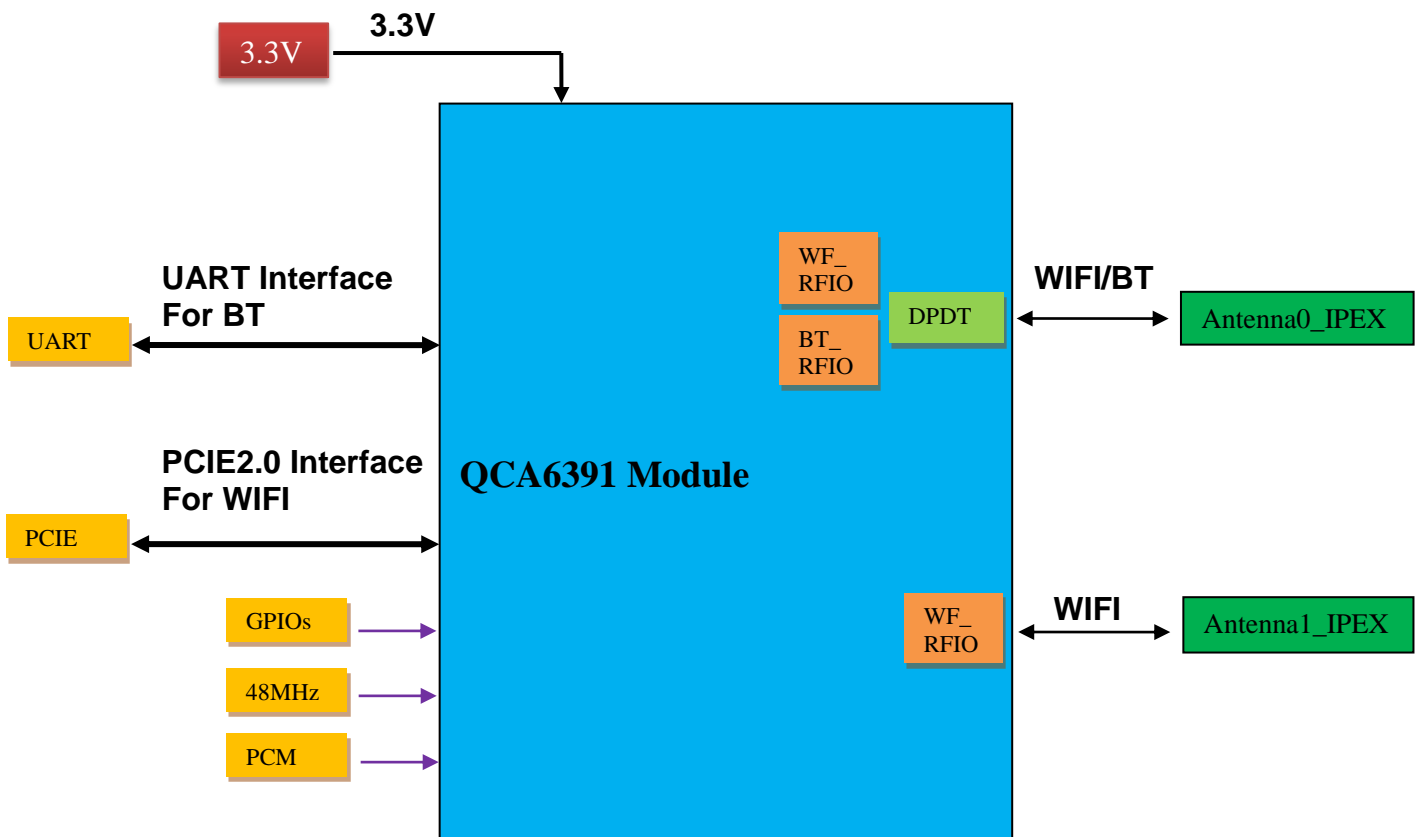 3.3V
3.3V
UART Interface
For BT
UART
PCIE2.0 Interface
For WIFI
PCIE
GPIOs
48MHz
PCM
QCA6391 Module
WF_
RFIO
BT_
RFIO
DPDT
WIFI/BT
Antenna0_IPEX
WF_
RFIO
WIFI
Antenna1_IPEX